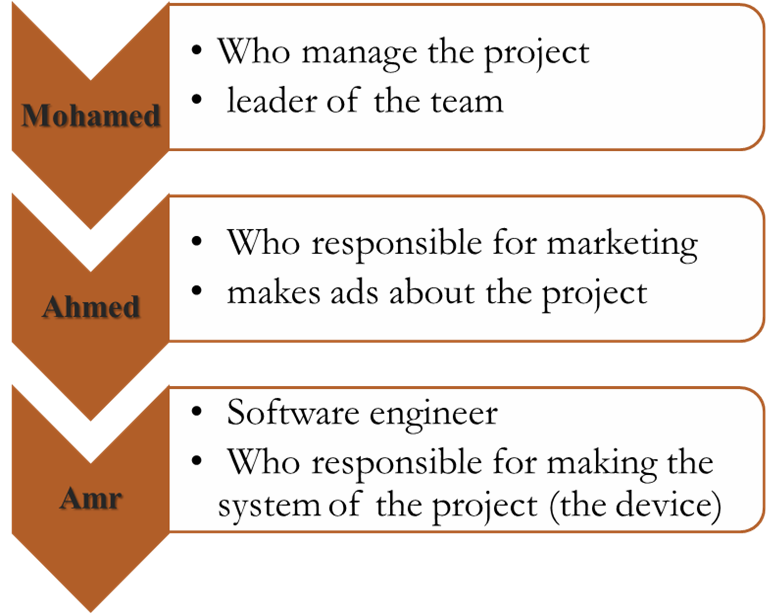 Mohamed
• Who manage the project
• leader of the team
Ahmed
• Who responsible for marketing
• makes ads about the project
Amr
• Software engineer
• Who responsible for making the
system of the project (the device)